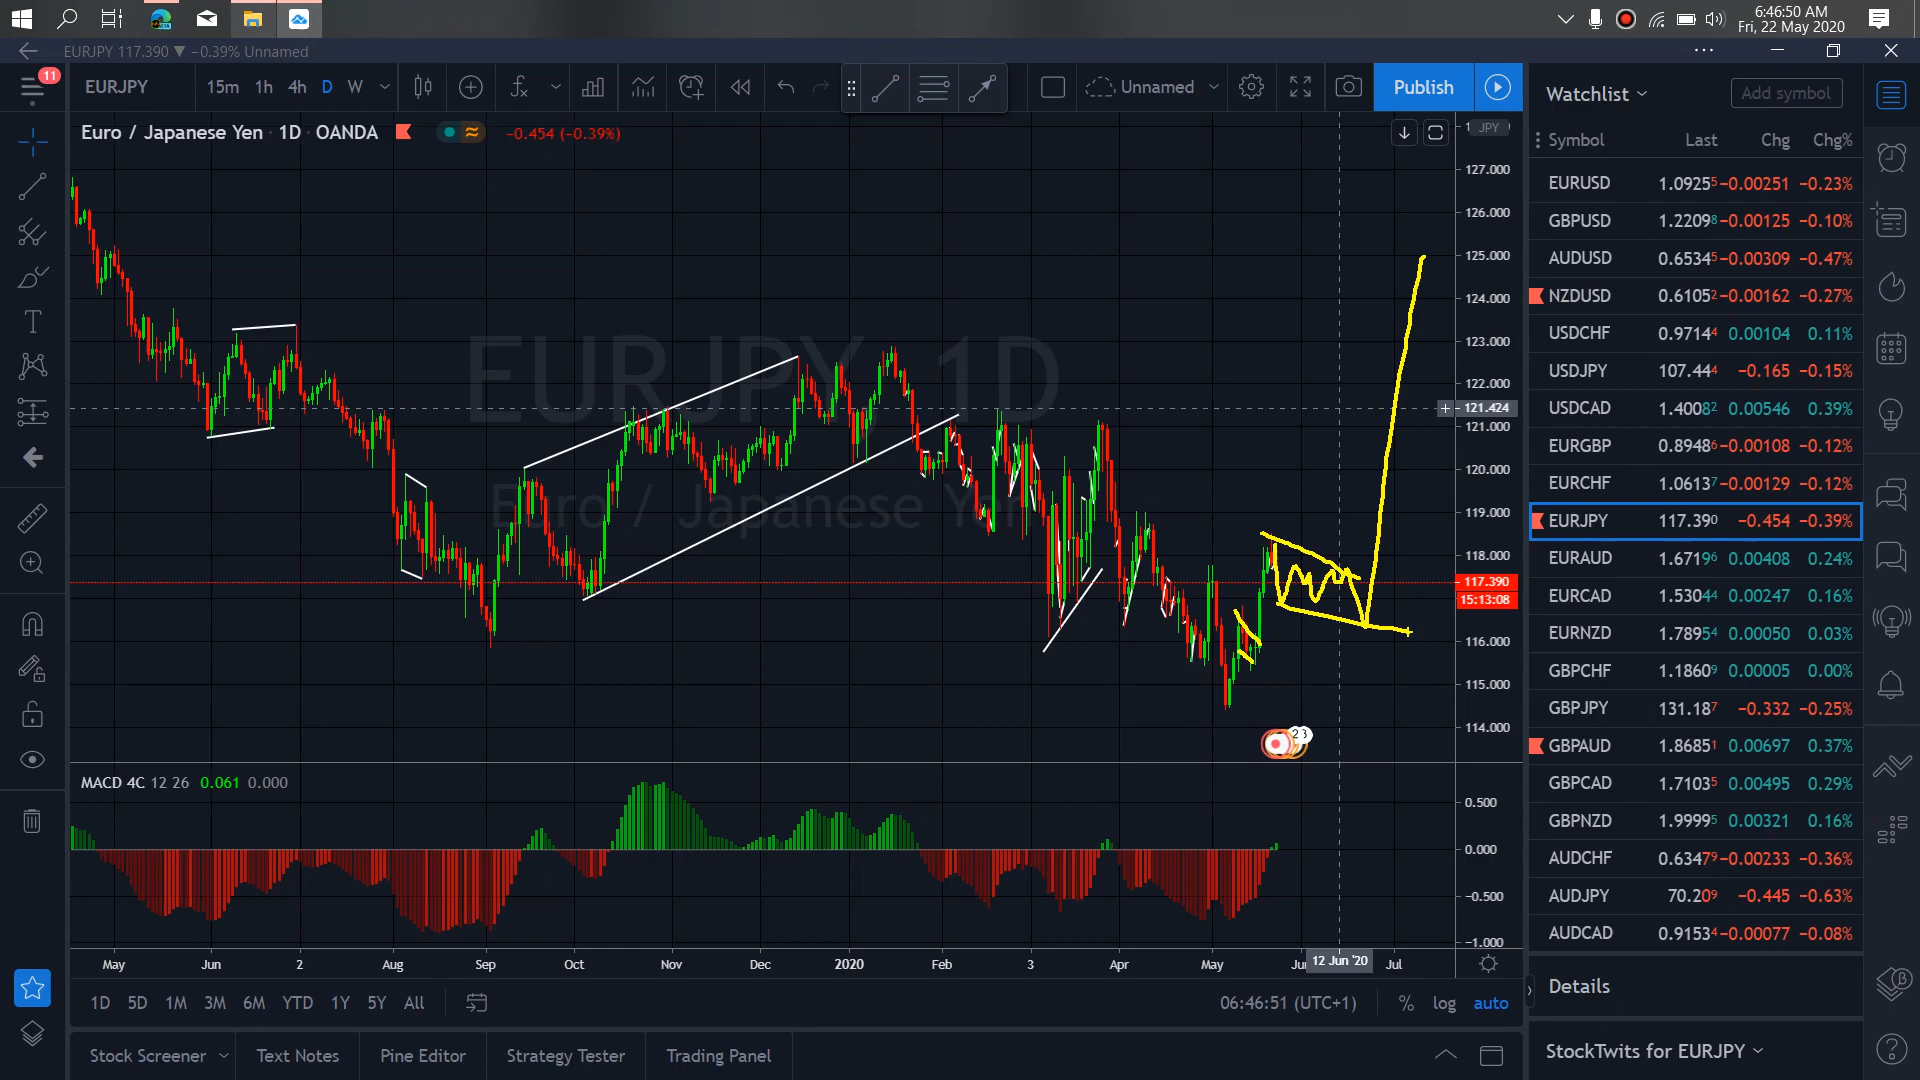 6:46:50 AM
Fri, 22 May 2020
EURJPY 117.390 ▼ −0.39% Unnamed
11
EURJPY 15m 1h 4h D W Unnamed Publish
Watchlist Add symbol
Euro / Japanese Yen · 1D · OANDA −0.454 (−0.39%)
JPY
Symbol Last Chg Chg%
EURUSD 1.09255 −0.00251 −0.23%
GBPUSD 1.22098 −0.00125 −0.10%
AUDUSD 0.65345 −0.00309 −0.47%
NZDUSD 0.61052 −0.00162 −0.27%
USDCHF 0.97144 0.00104 0.11%
USDJPY 107.444 −0.165 −0.15%
USDCAD 1.40082 0.00546 0.39%
EURGBP 0.89486 −0.00108 −0.12%
EURCHF 1.06137 −0.00129 −0.12%
EURJPY 117.390 −0.454 −0.39%
EURAUD 1.67196 0.00408 0.24%
EURCAD 1.53044 0.00247 0.16%
EURNZD 1.78954 0.00050 0.03%
GBPCHF 1.18609 0.00005 0.00%
GBPJPY 131.187 −0.332 −0.25%
GBPAUD 1.86851 0.00697 0.37%
GBPCAD 1.71035 0.00495 0.29%
GBPNZD 1.99995 0.00321 0.16%
AUDCHF 0.63479 −0.00233 −0.36%
AUDJPY 70.209 −0.445 −0.63%
AUDCAD 0.91534 −0.00077 −0.08%
127.000
126.000
125.000
124.000
123.000
122.000
121.424
121.000
120.000
119.000
118.000
117.390
15:13:08
116.000
115.000
114.000
EURJPY, 1D
Euro / Japanese Yen
2 3
MACD 4C 12 26 0.061 0.000
0.500
0.000
−0.500
−1.000
May Jun 2 Aug Sep Oct Nov Dec 2020 Feb 3 Apr May 12 Jun '20 Jul
1D 5D 1M 3M 6M YTD 1Y 5Y All 06:46:51 (UTC+1) % log auto
Details
Stock Screener Text Notes Pine Editor Strategy Tester Trading Panel
StockTwits for EURJPY